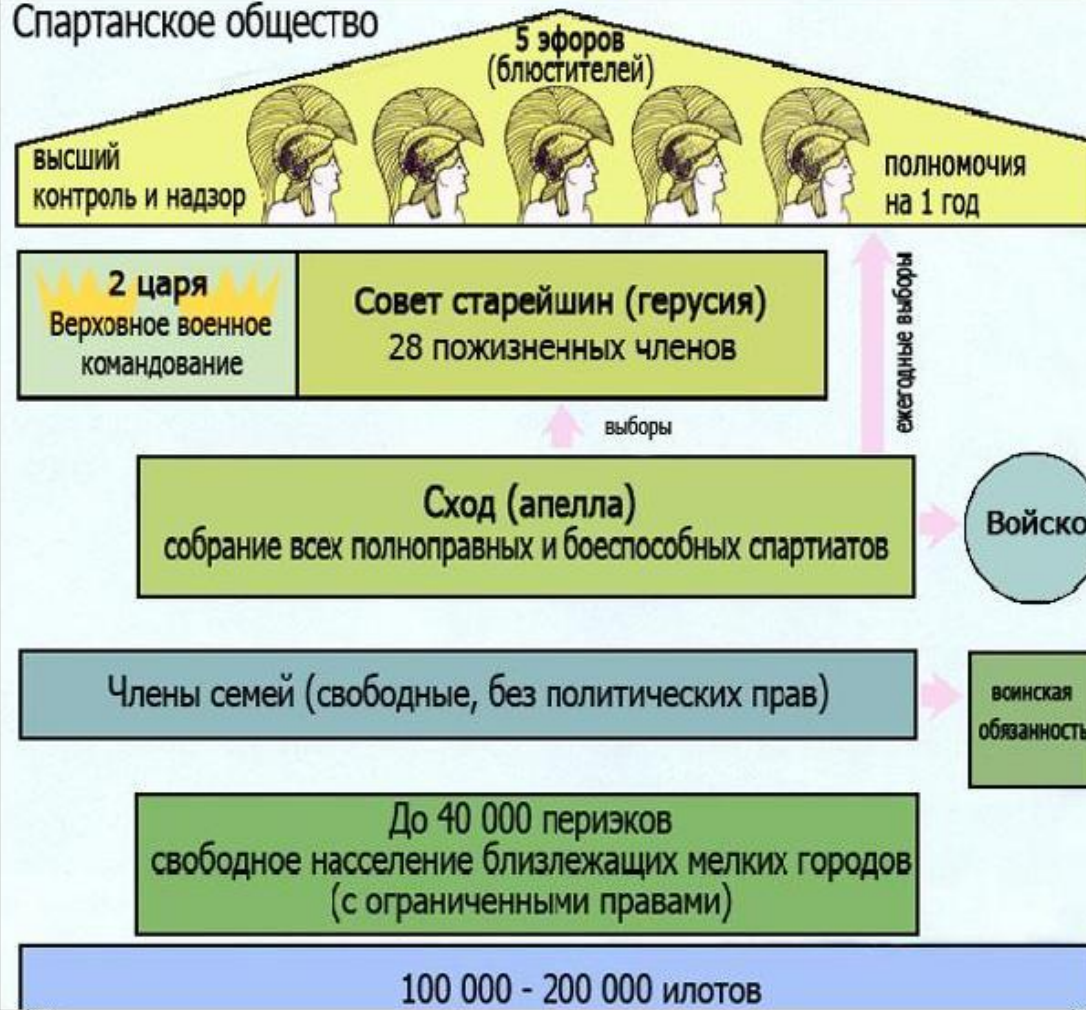 Спартанское общество
5 эфоров
(блюстителей)
высший
контроль и надзор
полномочия
на 1 год
2 царя
Верховное военное
командование
Совет старейшин (герусия)
28 пожизненных членов
ежегодные выборы
выборы
Сход (апелла)
собрание всех полноправных и боеспособных спартиатов
Войско
Члены семей (свободные, без политических прав)
воинская
обязанность
До 40 000 периэков
свободное насселение близлежащих мелких городов
(с ограниченными правами)
100 000 - 200 000 илотов